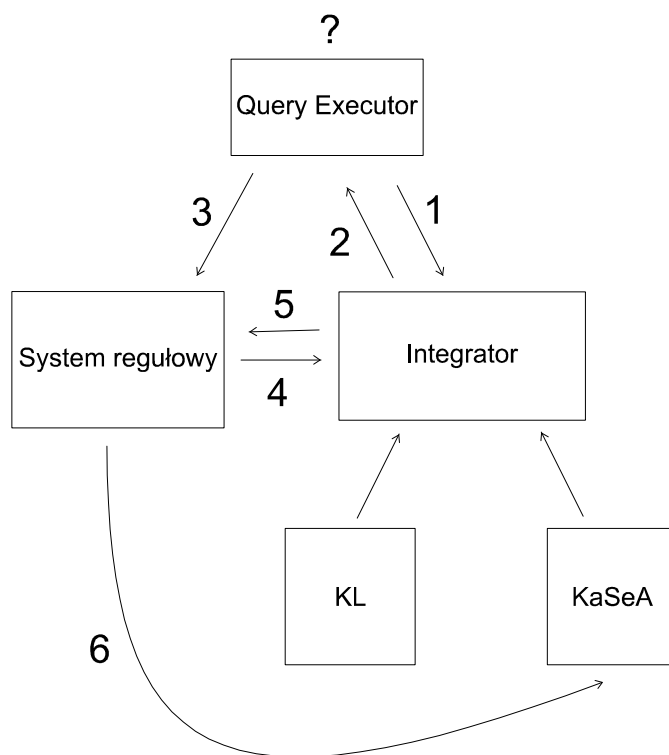 ?
Query Executor
3
1
2
System regułowy
5
4
Integrator
KL
KaSeA
6